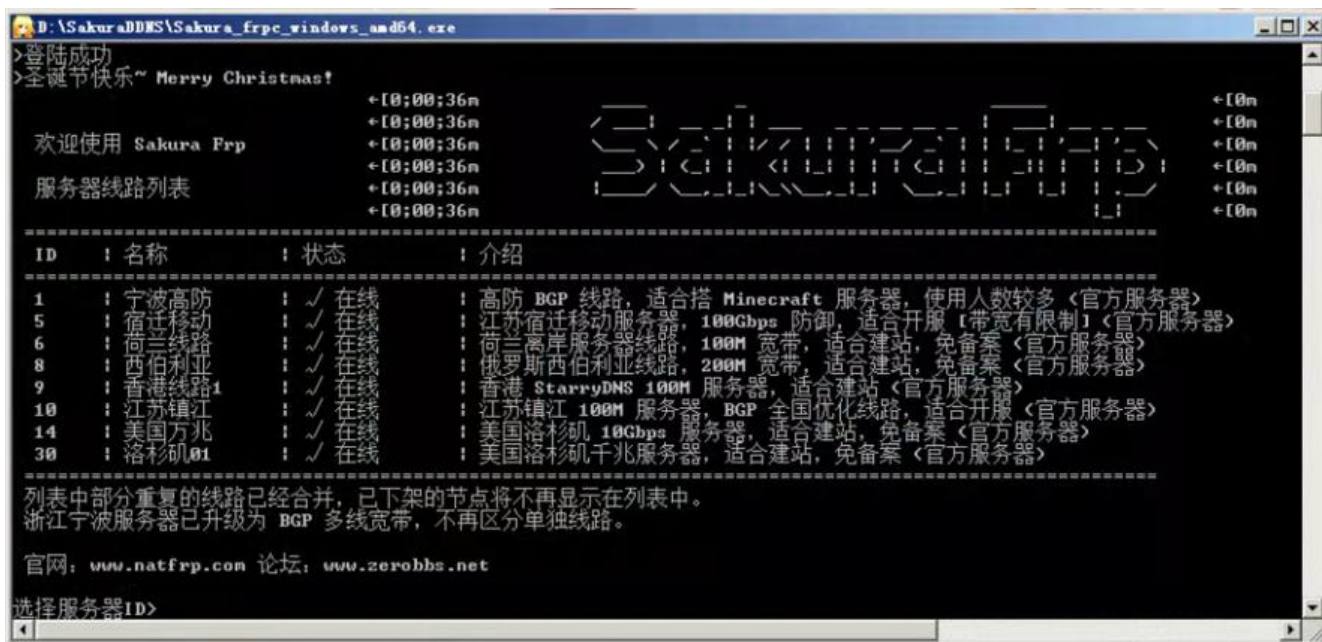 D:\SakuraDDNS\Sakura_frpc_windows_amd64.exe
>登陆成功
>圣诞节快乐~ Merry Christmas!
←[0;00;36m ←[0m
←[0;00;36m ←[0m
欢迎使用 Sakura Frp ←[0;00;36m SakuraFrp ←[0m
←[0;00;36m ←[0m
服务器线路列表 ←[0;00;36m ←[0m
←[0;00;36m ←[0m
ID ¦ 名称 ¦ 状态 ¦ 介绍
1 ¦ 宁波高防 ¦ √ 在线 ¦ 高防 BGP 线路，适合搭 Minecraft 服务器，使用人数较多 <官方服务器>
5 ¦ 宿迁移动 ¦ √ 在线 ¦ 江苏宿迁移动服务器，100Gbps 防御，适合开服 [带宽有限制] <官方服务器>
6 ¦ 荷兰线路 ¦ √ 在线 ¦ 荷兰离岸服务器线路，100M 宽带，适合建站，免备案 <官方服务器>
8 ¦ 西伯利亚 ¦ √ 在线 ¦ 俄罗斯西伯利亚线路，200M 宽带，适合建站，免备案 <官方服务器>
9 ¦ 香港线路1 ¦ √ 在线 ¦ 香港 StarryDNS 100M 服务器，适合建站 <官方服务器>
10 ¦ 江苏镇江 ¦ √ 在线 ¦ 江苏镇江 100M 服务器，BGP 全国优化线路，适合开服 <官方服务器>
14 ¦ 美国万兆 ¦ √ 在线 ¦ 美国洛杉矶 10Gbps 服务器，适合建站，免备案 <官方服务器>
30 ¦ 洛杉矶01 ¦ √ 在线 ¦ 美国洛杉矶千兆服务器，适合建站，免备案 <官方服务器>
列表中部分重复的线路已经合并，已下架的节点将不再显示在列表中。
浙江宁波服务器已升级为 BGP 多线宽带，不再区分单独线路。
官网：www.natfrp.com 论坛：www.zerobbs.net
选择服务器ID>